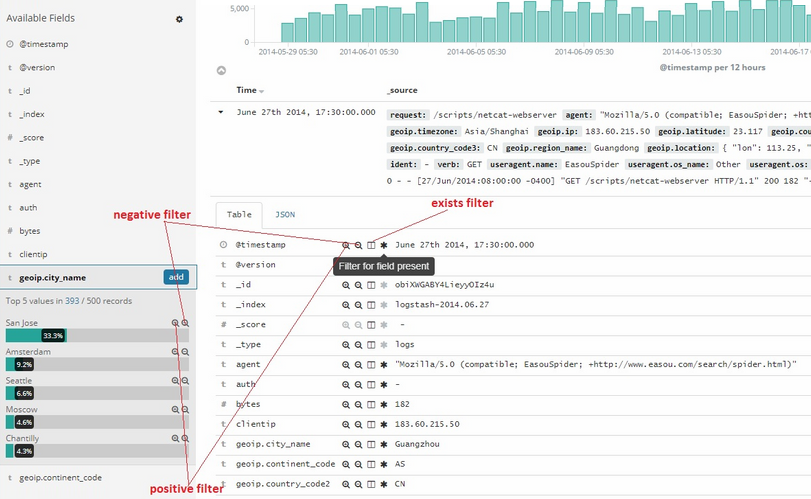 Available Fields
@timestamp
t @version
t _id
t _index
# _score
t _type
t agent
t auth
# bytes
t clientip
t geoip.city_name add
Top 5 values in 393 / 500 records
San Jose
33.3%
Amsterdam
9.2%
Seattle
6.6%
Moscow
4.6%
Chantilly
4.3%
t geoip.continent_code
5,000
0
2014-05-29 05:30 2014-06-01 05:30 2014-06-05 05:30 2014-06-09 05:30 2014-06-13 05:30 2014-06-17
@timestamp per 12 hours
Time _source
June 27th 2014, 17:30:00.000
request: /scripts/netcat-webserver agent: "Mozilla/5.0 (compatible; EasouSpider; +htt
geoip.timezone: Asia/Shanghai geoip.ip: 183.60.215.50 geoip.latitude: 23.117 geoip.cou
geoip.country_code3: CN geoip.region_name: Guangdong geoip.location: { "lon": 113.25, "
ident: - verb: GET useragent.name: EasouSpider useragent.os_name: Other useragent.os:
0 - - [27/Jun/2014:08:00:00 -0400] "GET /scripts/netcat-webserver HTTP/1.1" 200 182 "-
negative filter
exists filter
Table JSON
@timestamp June 27th 2014, 17:30:00.000
Filter for field present
t @version
t _id obiXWGABY4LieyyOIz4u
t _index logstash-2014.06.27
# _score -
t _type logs
t agent "Mozilla/5.0 (compatible; EasouSpider; +http://www.easou.com/search/spider.html)"
t auth -
# bytes 182
t clientip 183.60.215.50
t geoip.city_name Guangzhou
t geoip.continent_code AS
t geoip.country_code2 CN
positive filter